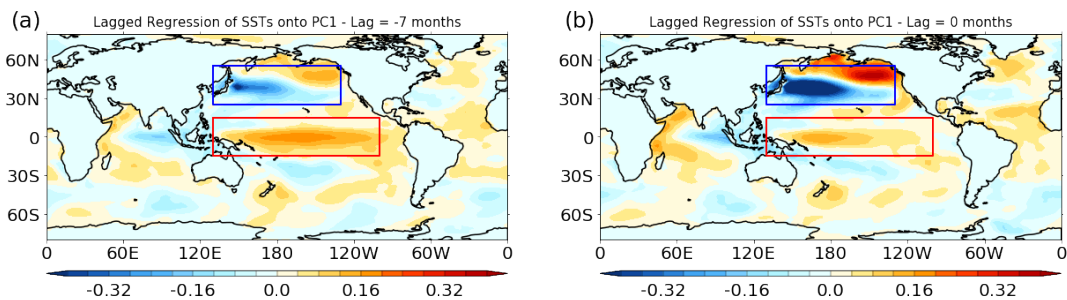 (a)
Lagged Regression of SSTs onto PC1 - Lag = -7 months
60N
30N
0
30S
60S
0 60E 120E 180 120W 60W 0
-0.32 -0.16 0.0 0.16 0.32
(b)
Lagged Regression of SSTs onto PC1 - Lag = 0 months
60N
30N
0
30S
60S
0 60E 120E 180 120W 60W 0
-0.32 -0.16 0.0 0.16 0.32